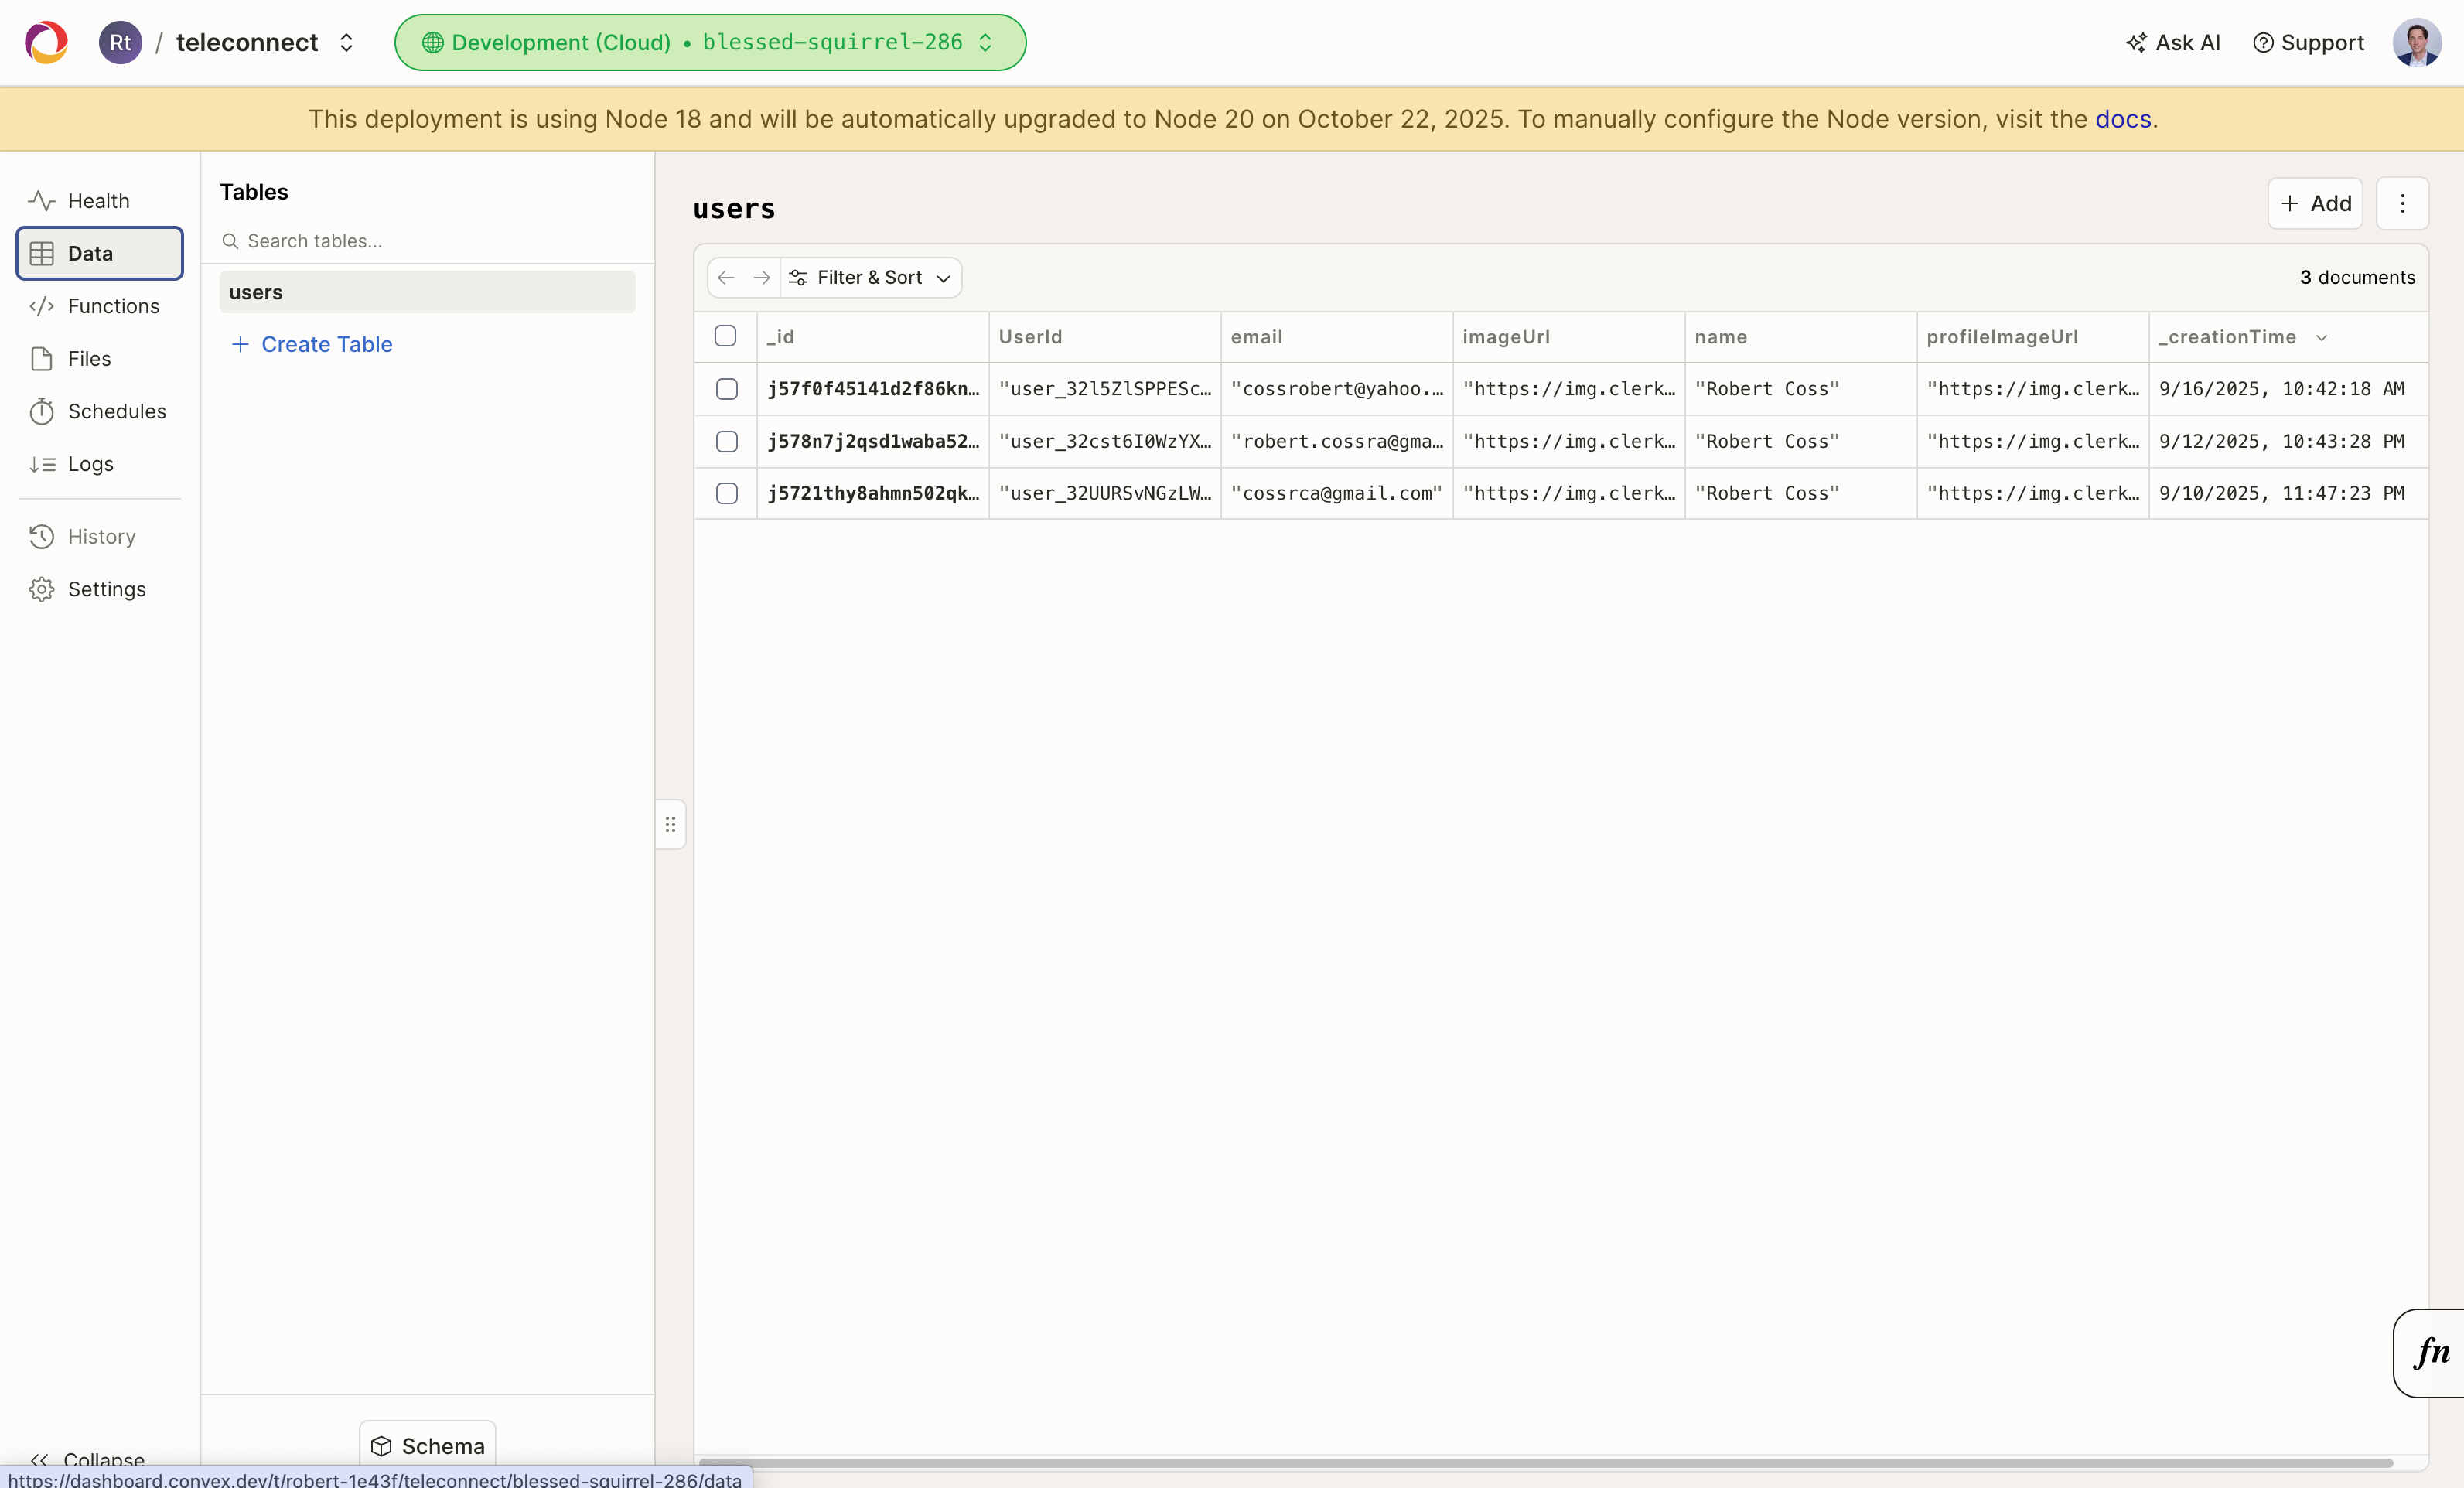 Rt / teleconnect
Development (Cloud) • blessed-squirrel-286
Ask AI
Support
This deployment is using Node 18 and will be automatically upgraded to Node 20 on October 22, 2025. To manually configure the Node version, visit the docs.
Health
Data
Functions
Files
Schedules
Logs
History
Settings
Collapse
Tables
Search tables...
users
+ Create Table
Schema
users
+ Add
Filter & Sort
3 documents
_id UserId email imageUrl name profileImageUrl _creationTime
j57f0f45141d2f86kn… "user_32l5ZlSPPESc… "cossrobert@yahoo.… "https://img.clerk… "Robert Coss" "https://img.clerk… 9/16/2025, 10:42:18 AM
j578n7j2qsd1waba52… "user_32cst6I0WzYX… "robert.cossra@gma… "https://img.clerk… "Robert Coss" "https://img.clerk… 9/12/2025, 10:43:28 PM
j5721thy8ahmn502qk… "user_32UURSvNGzLW… "cossrca@gmail.com" "https://img.clerk… "Robert Coss" "https://img.clerk… 9/10/2025, 11:47:23 PM
fn
https://dashboard.convex.dev/t/robert-1e43f/teleconnect/blessed-squirrel-286/data